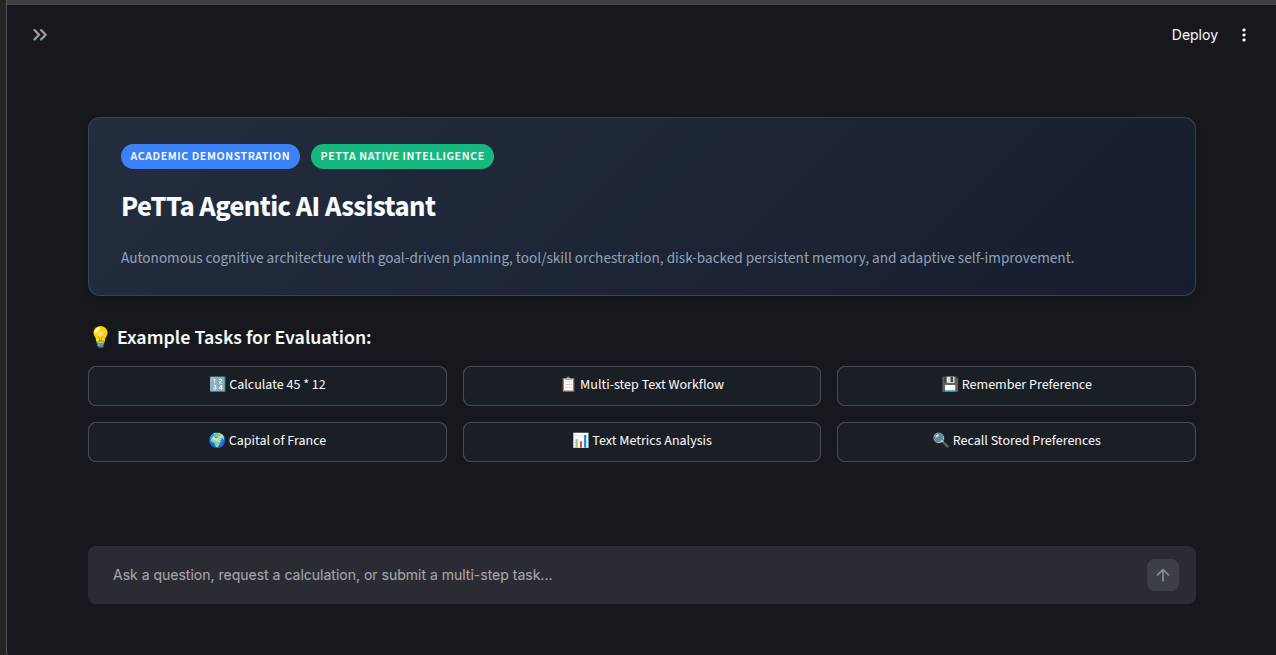 Deploy
ACADEMIC DEMONSTRATION PETTA NATIVE INTELLIGENCE
PeTTa Agentic AI Assistant
Autonomous cognitive architecture with goal-driven planning, tool/skill orchestration, disk-backed persistent memory, and adaptive self-improvement.
💡 Example Tasks for Evaluation:
🔢 Calculate 45 * 12 📋 Multi-step Text Workflow 💾 Remember Preference
🌍 Capital of France 📊 Text Metrics Analysis 🔍 Recall Stored Preferences
Ask a question, request a calculation, or submit a multi-step task...